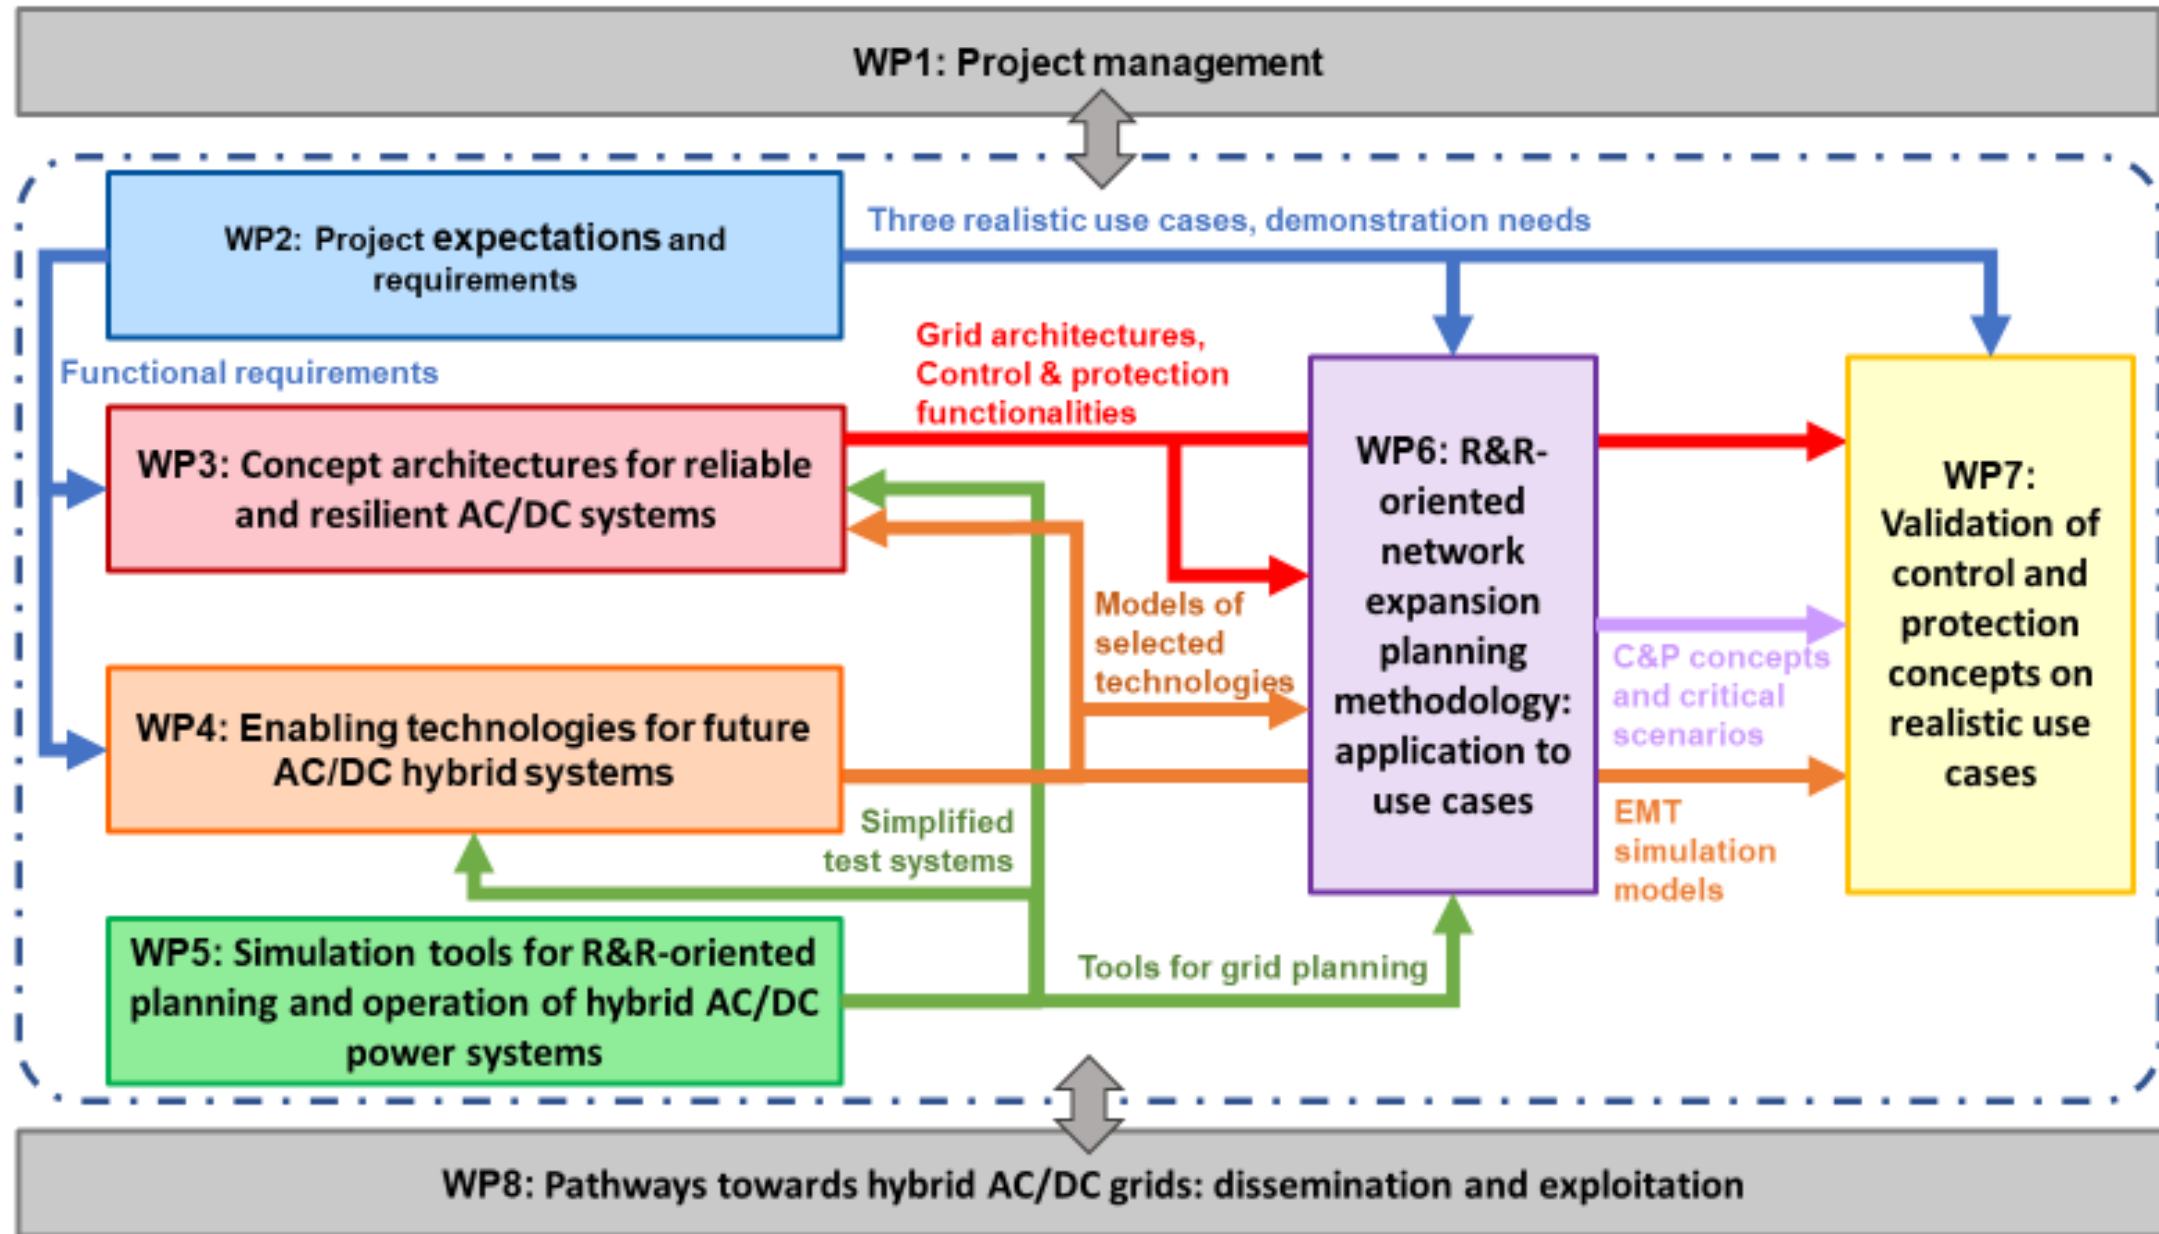 WP1: Project management
WP2: Project expectations and
requirements
Three realistic use cases, demonstration needs
Functional requirements
Grid architectures,
Control & protection
functionalities
WP3: Concept architectures for reliable
and resilient AC/DC systems
WP6: R&R-
oriented
network
expansion
planning
methodology:
application to
use cases
WP7:
Validation of
control and
protection
concepts on
realistic use
cases
Models of
selected
technologies
C&P concepts
and critical
scenarios
WP4: Enabling technologies for future
AC/DC hybrid systems
Simplified
test systems
EMT
simulation
models
WP5: Simulation tools for R&R-oriented
planning and operation of hybrid AC/DC
power systems
Tools for grid planning
WP8: Pathways towards hybrid AC/DC grids: dissemination and exploitation